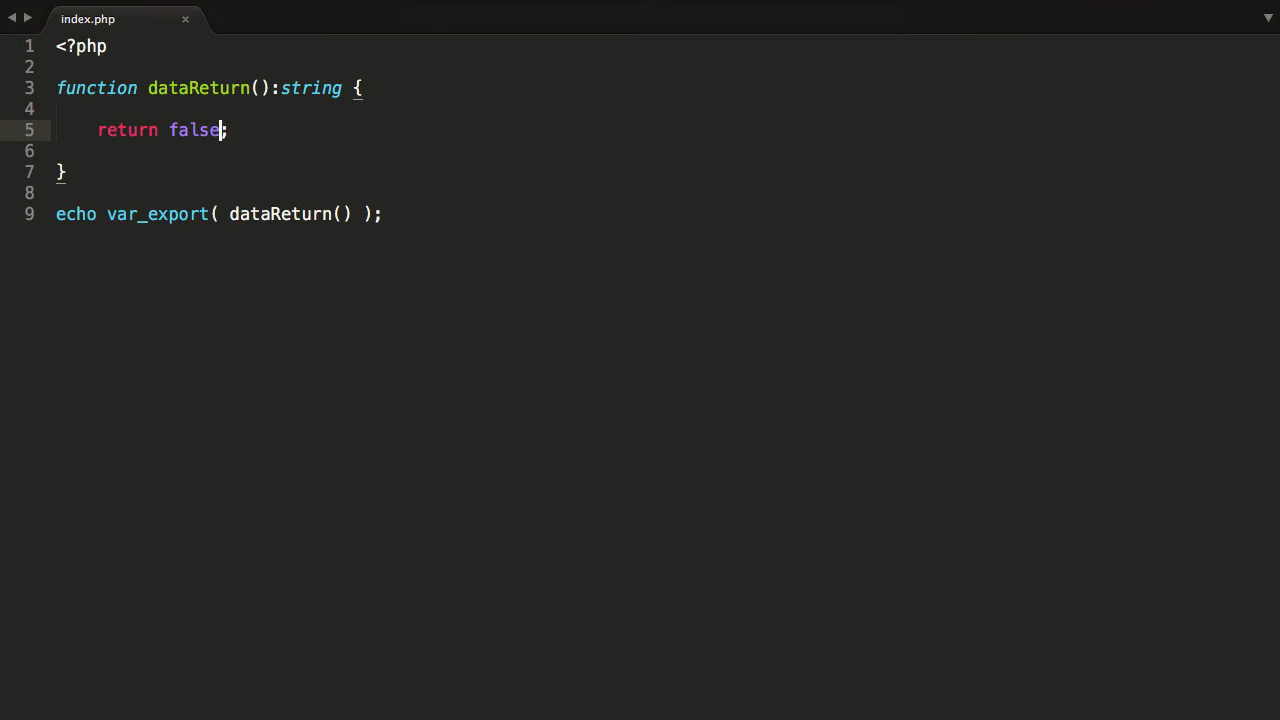 index.php ×
1 <?php
2
3 function dataReturn():string {
4
5 return false;
6
7 }
8
9 echo var_export( dataReturn() );